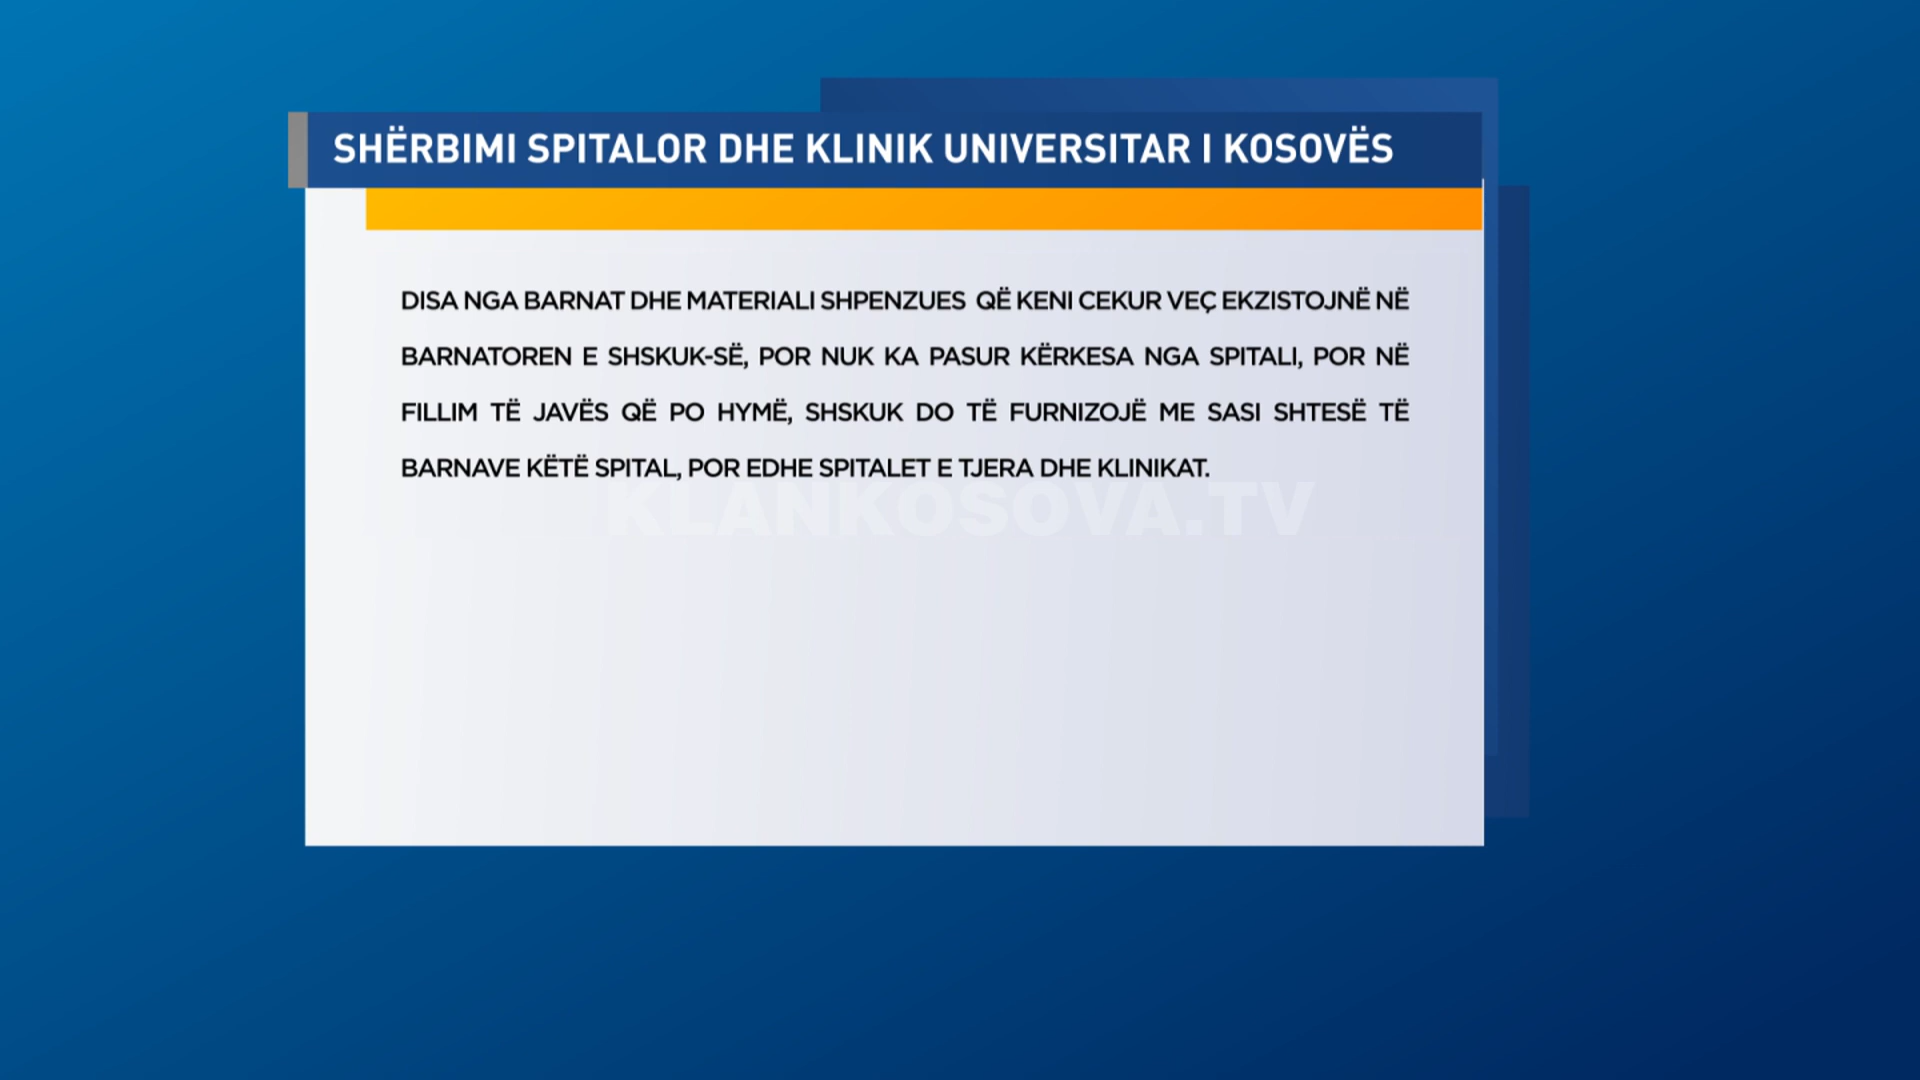 SHËRBIMI SPITALOR DHE KLINIK UNIVERSITAR I KOSOVËS
DISA NGA BARNAT DHE MATERIALI SHPENZUES QË KENI CEKUR VEÇ EKZISTOJNË NË
BARNATOREN E SHSKUK-SË, POR NUK KA PASUR KËRKESA NGA SPITALI, POR NË
FILLIM TË JAVËS QË PO HYMË, SHSKUK DO TË FURNIZOJË ME SASI SHTESË TË
BARNAVE KËTË SPITAL, POR EDHE SPITALET E TJERA DHE KLINIKAT.
KLANKOSOVA.TV